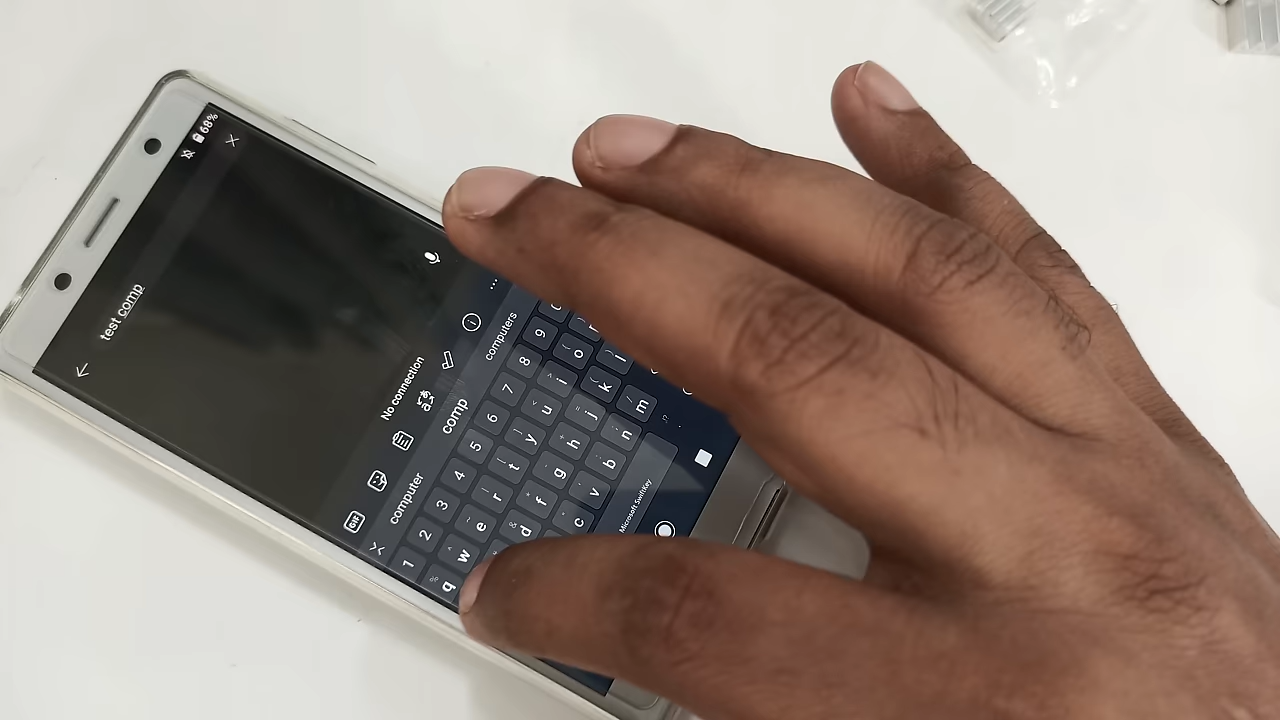 68%
test comp
No connection
GIF
computer comp computers
1 2 3 4 5 6 7 8 9
q w e r t y u i o
d f g h j k l
c v b n m
Microsoft SwiftKey